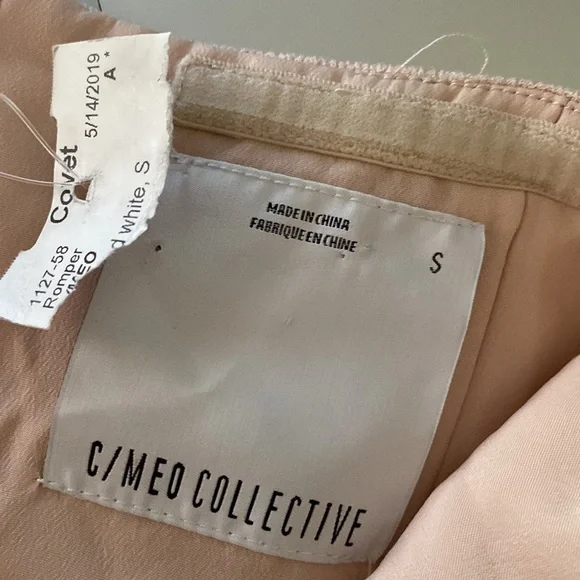 Covet
5/14/2019
A *
1127-58
Romper
White, S
MADE IN CHINA
FABRIQUE EN CHINE
S
C/MEO COLLECTIVE